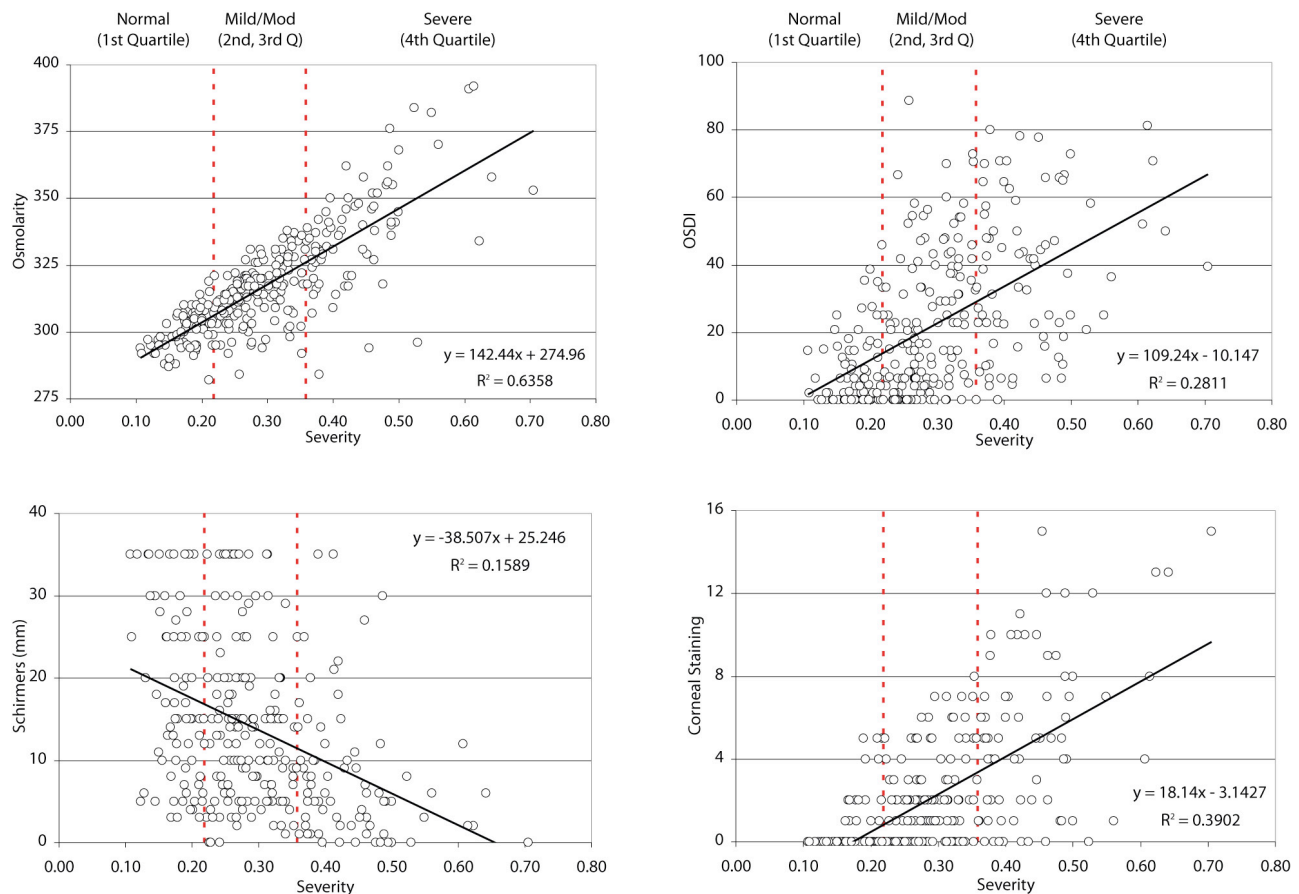 Normal
(1st Quartile)
Mild/Mod
(2nd, 3rd Q)
Severe
(4th Quartile)
400
375
350
325
300
275
Osmolarity
y = 142.44x + 274.96
R² = 0.6358
0.00 0.10 0.20 0.30 0.40 0.50 0.60 0.70 0.80
Severity
Normal
(1st Quartile)
Mild/Mod
(2nd, 3rd Q)
Severe
(4th Quartile)
100
80
60
40
20
0
OSDI
y = 109.24x - 10.147
R² = 0.2811
0.00 0.10 0.20 0.30 0.40 0.50 0.60 0.70 0.80
Severity
40
30
20
10
0
Schirmers (mm)
y = -38.507x + 25.246
R² = 0.1589
0.00 0.10 0.20 0.30 0.40 0.50 0.60 0.70 0.80
Severity
16
12
8
4
0
Corneal Staining
y = 18.14x - 3.1427
R² = 0.3902
0.00 0.10 0.20 0.30 0.40 0.50 0.60 0.70 0.80
Severity